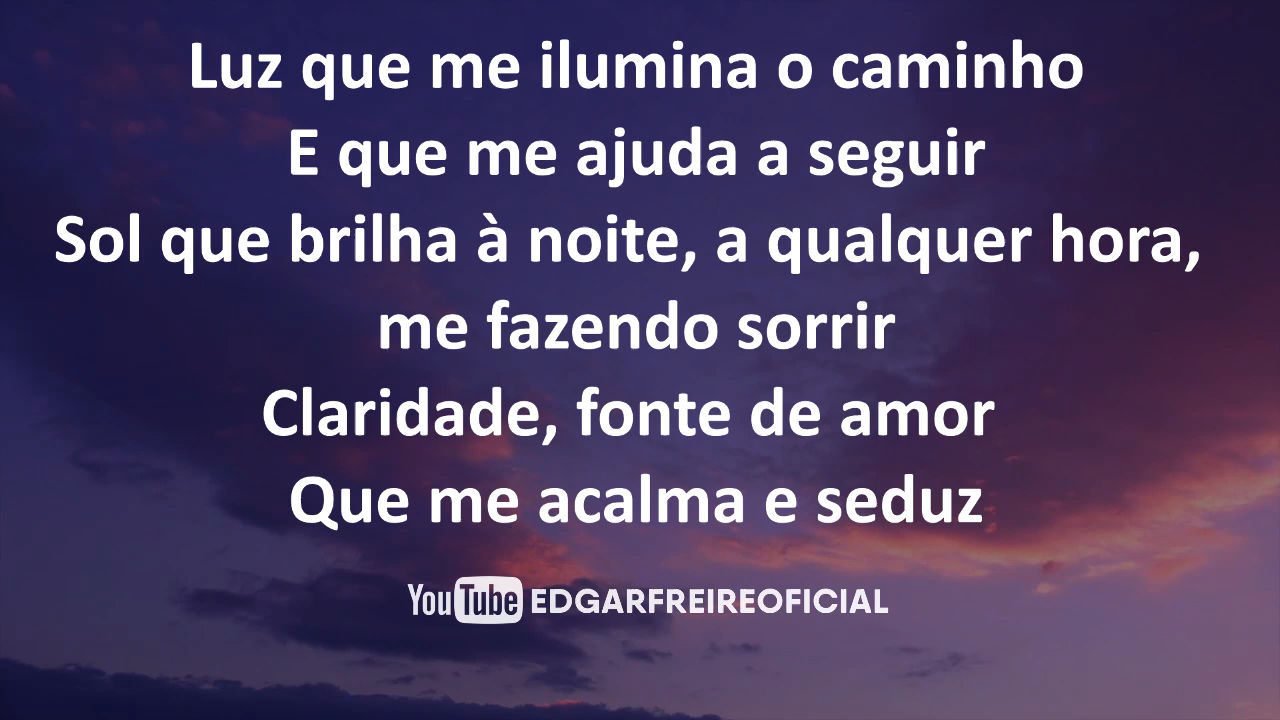 Luz que me ilumina o caminho
E que me ajuda a seguir
Sol que brilha à noite, a qualquer hora,
me fazendo sorrir
Claridade, fonte de amor
Que me acalma e seduz
YouTube EDGARFREIREOFICIAL